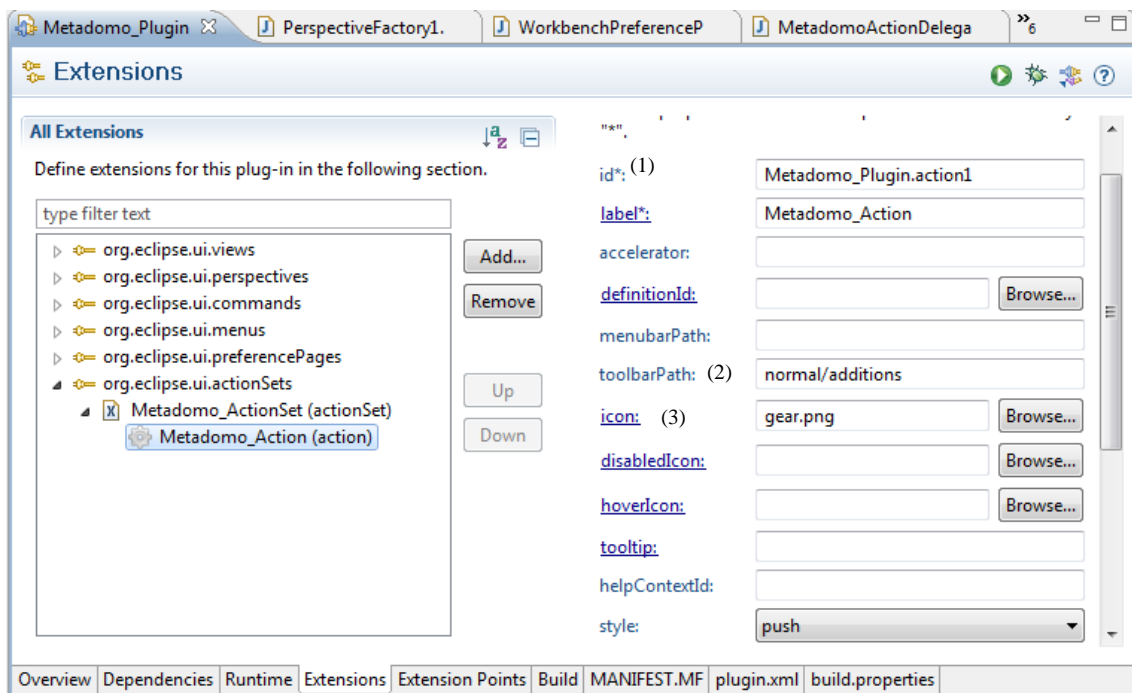 Metadomo_Plugin
PerspectiveFactory1.
WorkbenchPreferenceP
MetadomoActionDelega
»6
Extensions
All Extensions
Define extensions for this plug-in in the following section.
type filter text
org.eclipse.ui.views
org.eclipse.ui.perspectives
org.eclipse.ui.commands
org.eclipse.ui.menus
org.eclipse.ui.preferencePages
org.eclipse.ui.actionSets
Metadomo_ActionSet (actionSet)
Metadomo_Action (action)
Add...
Remove
Up
Down
"*".
id*: (1) Metadomo_Plugin.action1
label*: Metadomo_Action
accelerator:
definitionId: Browse...
menubarPath:
toolbarPath: (2) normal/additions
icon: (3) gear.png Browse...
disabledIcon: Browse...
hoverIcon: Browse...
tooltip:
helpContextId:
style: push
Overview Dependencies Runtime Extensions Extension Points Build MANIFEST.MF plugin.xml build.properties